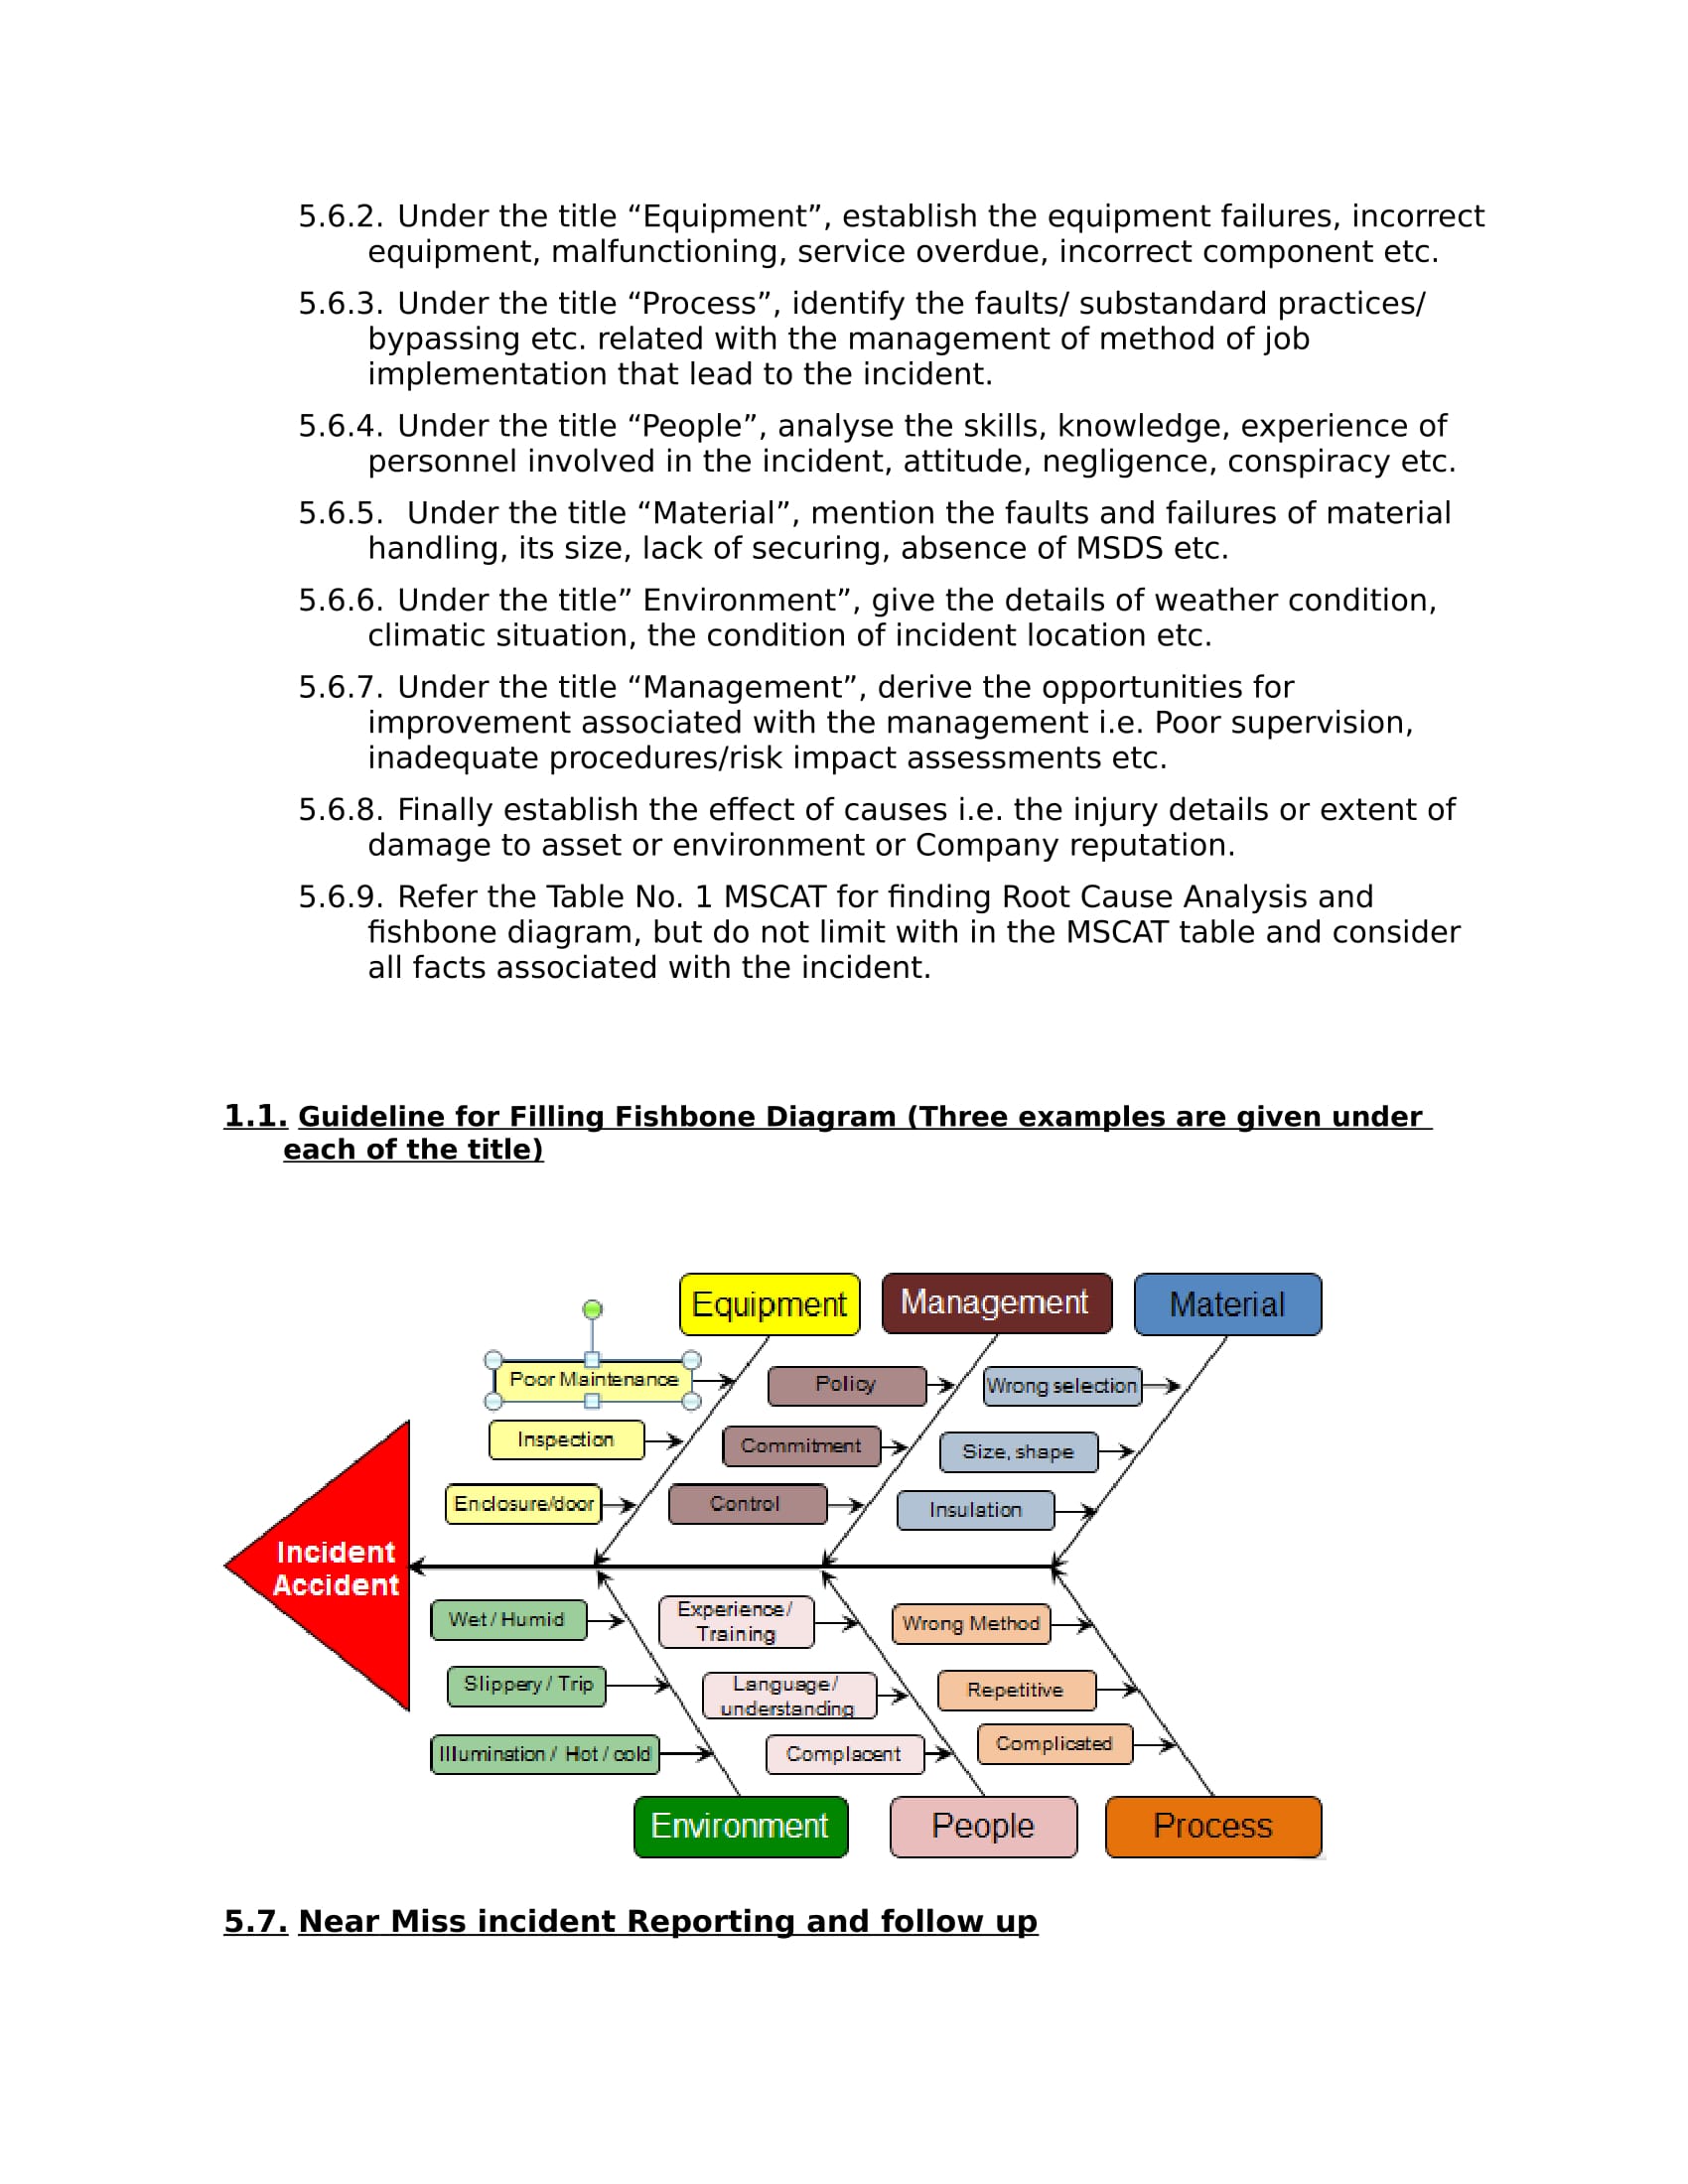 5.6.2. Under the title “Equipment”, establish the equipment failures, incorrect
equipment, malfunctioning, service overdue, incorrect component etc.
5.6.3. Under the title “Process”, identify the faults/ substandard practices/
bypassing etc. related with the management of method of job
implementation that lead to the incident.
5.6.4. Under the title “People”, analyse the skills, knowledge, experience of
personnel involved in the incident, attitude, negligence, conspiracy etc.
5.6.5. Under the title “Material”, mention the faults and failures of material
handling, its size, lack of securing, absence of MSDS etc.
5.6.6. Under the title” Environment”, give the details of weather condition,
climatic situation, the condition of incident location etc.
5.6.7. Under the title “Management”, derive the opportunities for
improvement associated with the management i.e. Poor supervision,
inadequate procedures/risk impact assessments etc.
5.6.8. Finally establish the effect of causes i.e. the injury details or extent of
damage to asset or environment or Company reputation.
5.6.9. Refer the Table No. 1 MSCAT for finding Root Cause Analysis and
fishbone diagram, but do not limit with in the MSCAT table and consider
all facts associated with the incident.
1.1. Guideline for Filling Fishbone Diagram (Three examples are given under
each of the title)
Equipment
Management
Material
Poor Maintenance
Policy
Wrong selection
Inspection
Commitment
Size, shape
Enclosure/door
Control
Insulation
Incident
Accident
Wet / Humid
Experience/
Training
Wrong Method
Slippery / Trip
Language/
understanding
Repetitive
Illumination / Hot / cold
Complacent
Complicated
Environment
People
Process
5.7. Near Miss incident Reporting and follow up